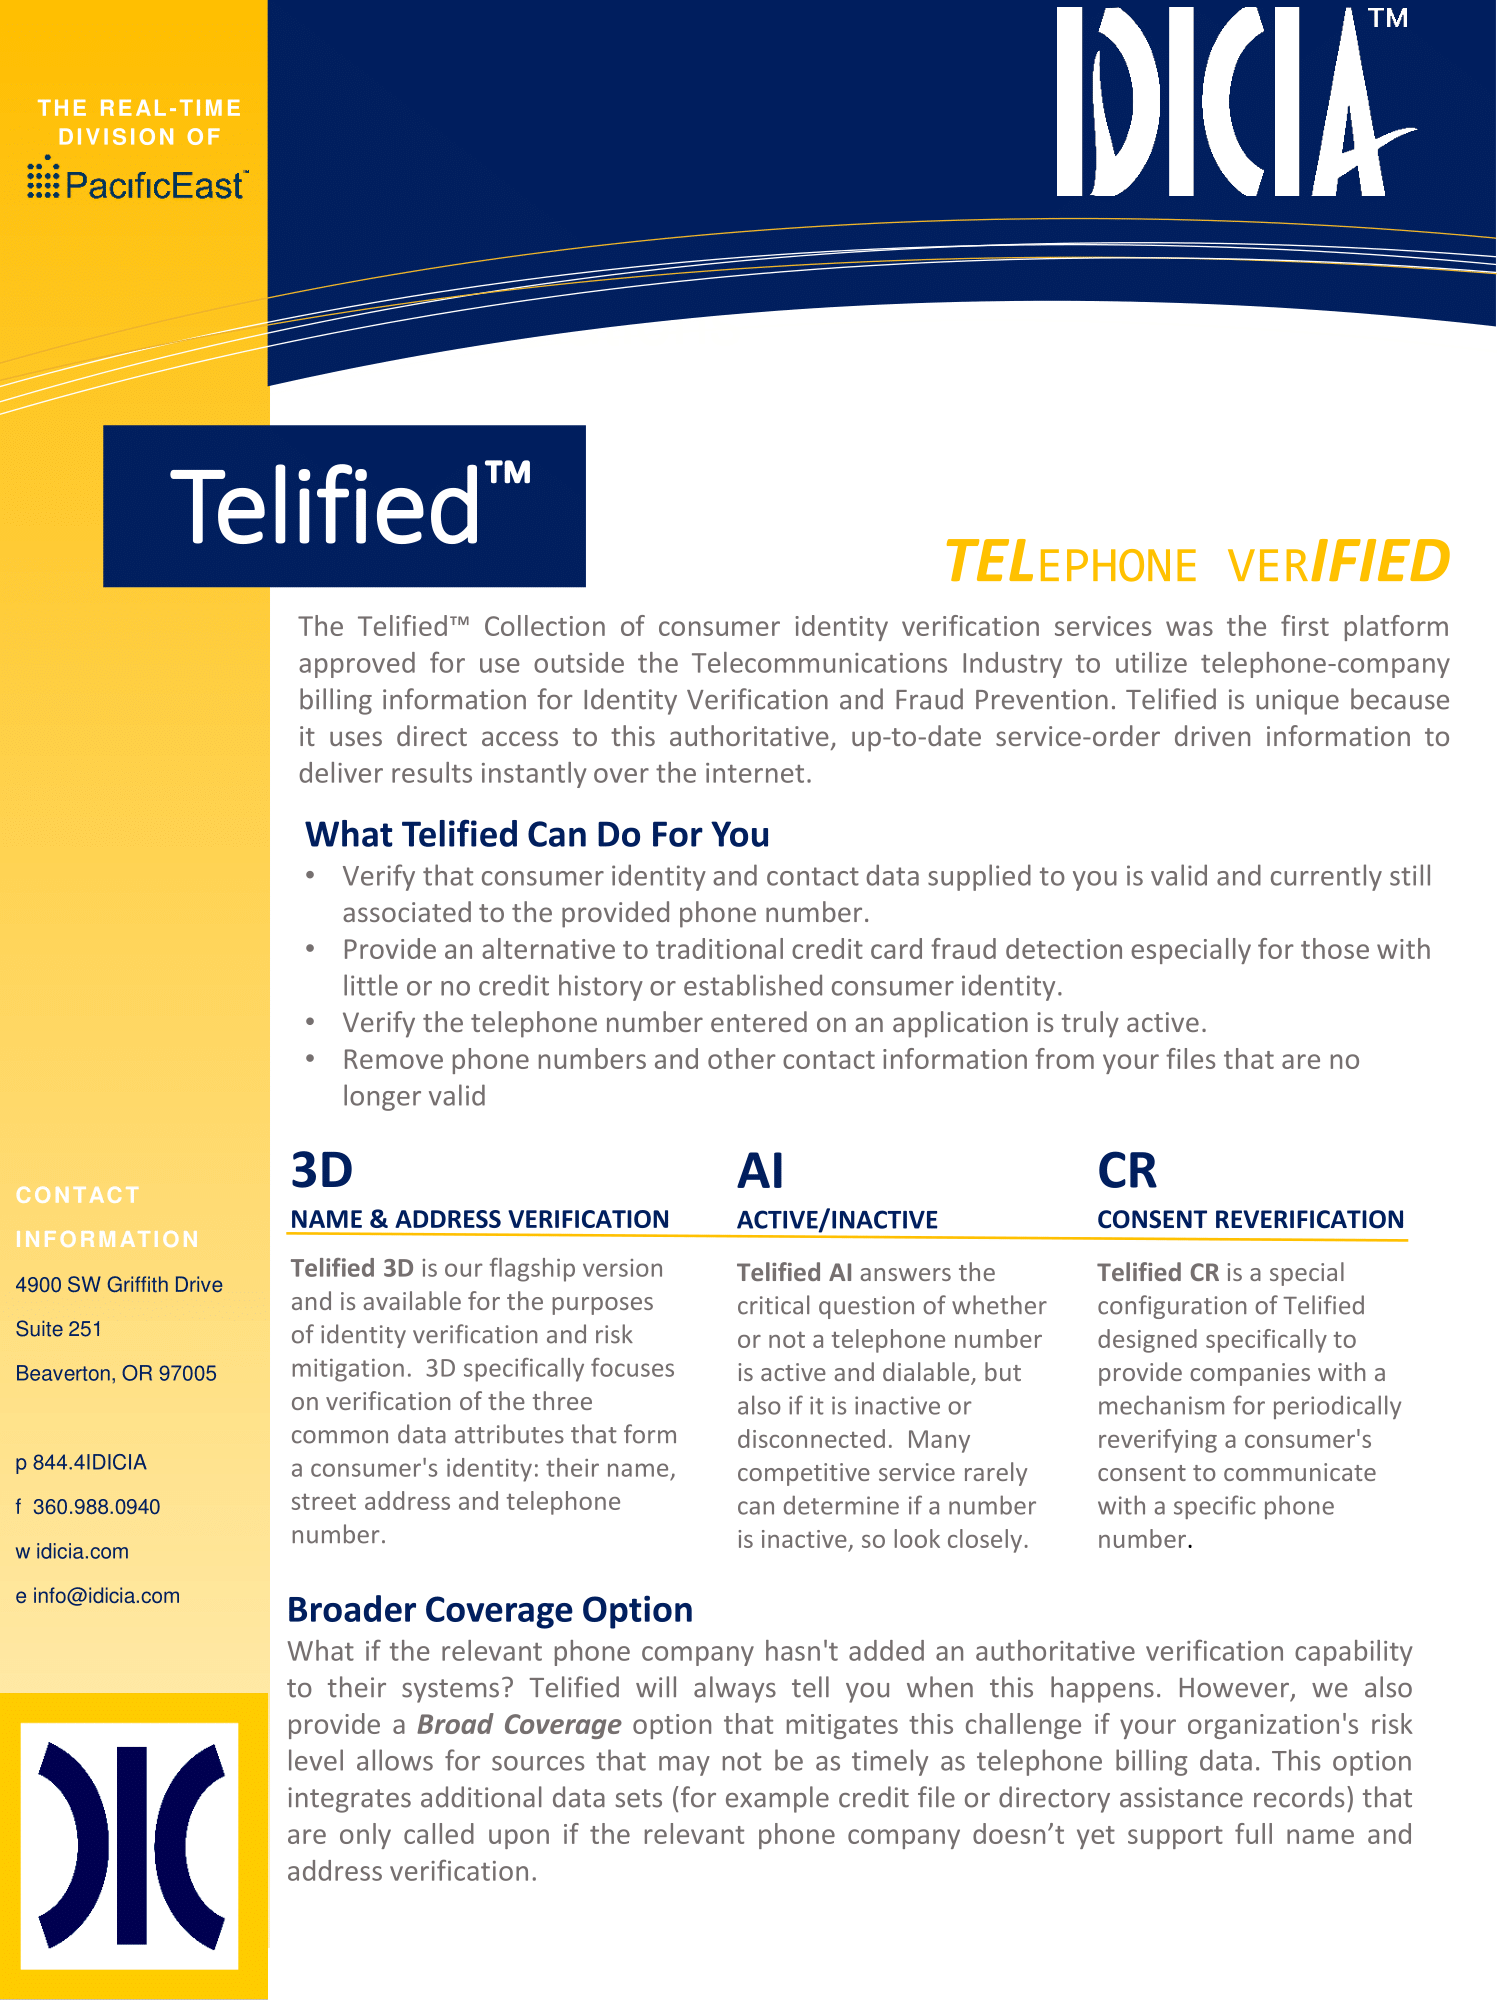 IDICIA™
THE REAL-TIME
DIVISION OF
PacificEast™
Telified™
TELEPHONE VERIFIED
The Telified™ Collection of consumer identity verification services was the first platform
approved for use outside the Telecommunications Industry to utilize telephone-company
billing information for Identity Verification and Fraud Prevention. Telified is unique because
it uses direct access to this authoritative, up-to-date service-order driven information to
deliver results instantly over the internet.
What Telified Can Do For You
• Verify that consumer identity and contact data supplied to you is valid and currently still
associated to the provided phone number.
• Provide an alternative to traditional credit card fraud detection especially for those with
little or no credit history or established consumer identity.
• Verify the telephone number entered on an application is truly active.
• Remove phone numbers and other contact information from your files that are no
longer valid
3D
NAME & ADDRESS VERIFICATION
Telified 3D is our flagship version
and is available for the purposes
of identity verification and risk
mitigation. 3D specifically focuses
on verification of the three
common data attributes that form
a consumer's identity: their name,
street address and telephone
number.
AI
ACTIVE/INACTIVE
Telified AI answers the
critical question of whether
or not a telephone number
is active and dialable, but
also if it is inactive or
disconnected. Many
competitive service rarely
can determine if a number
is inactive, so look closely.
CR
CONSENT REVERIFICATION
Telified CR is a special
configuration of Telified
designed specifically to
provide companies with a
mechanism for periodically
reverifying a consumer's
consent to communicate
with a specific phone
number.
Broader Coverage Option
What if the relevant phone company hasn't added an authoritative verification capability
to their systems? Telified will always tell you when this happens. However, we also
provide a Broad Coverage option that mitigates this challenge if your organization's risk
level allows for sources that may not be as timely as telephone billing data. This option
integrates additional data sets (for example credit file or directory assistance records) that
are only called upon if the relevant phone company doesn’t yet support full name and
address verification.
CONTACT
INFORMATION
4900 SW Griffith Drive
Suite 251
Beaverton, OR 97005
p 844.4IDICIA
f 360.988.0940
w idicia.com
e info@idicia.com